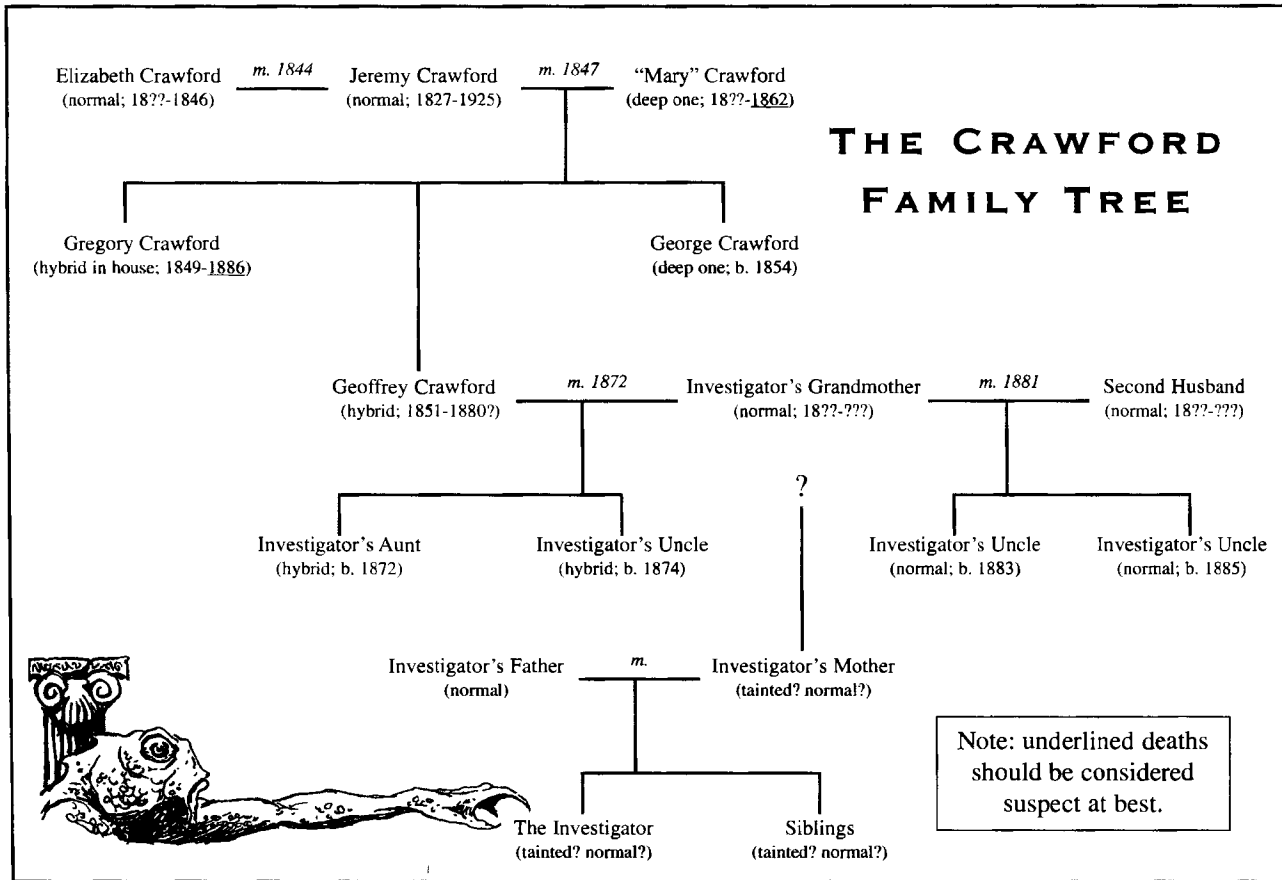 Elizabeth Crawford
(normal; 18??-1846)
m. 1844
Jeremy Crawford
(normal; 1827-1925)
m. 1847
“Mary” Crawford
(deep one; 18??-1862)
THE CRAWFORD
FAMILY TREE
Gregory Crawford
(hybrid in house; 1849-1886)
George Crawford
(deep one; b. 1854)
Geoffrey Crawford
(hybrid; 1851-1880?)
m. 1872
Investigator's Grandmother
(normal; 18??-???)
m. 1881
Second Husband
(normal; 18??-???)
?
Investigator's Aunt
(hybrid; b. 1872)
Investigator's Uncle
(hybrid; b. 1874)
Investigator's Uncle
(normal; b. 1883)
Investigator's Uncle
(normal; b. 1885)
Investigator's Father
(normal)
m.
Investigator's Mother
(tainted? normal?)
Note: underlined deaths
should be considered
suspect at best.
The Investigator
(tainted? normal?)
Siblings
(tainted? normal?)